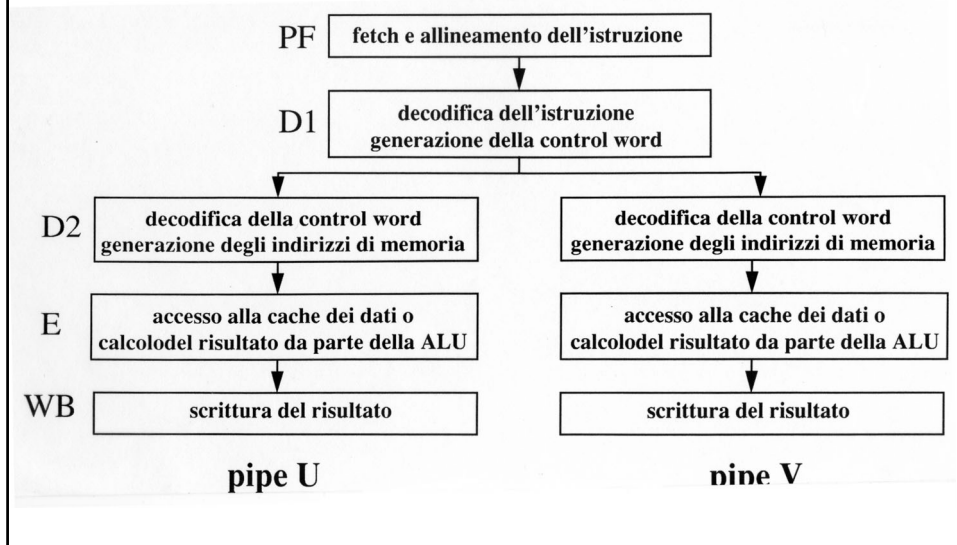 PF
fetch e allineamento dell'istruzione
D1
decodifica dell'istruzione
generazione della control word
D2
decodifica della control word
generazione degli indirizzi di memoria
decodifica della control word
generazione degli indirizzi di memoria
E
accesso alla cache dei dati o
calcolodel risultato da parte della ALU
accesso alla cache dei dati o
calcolodel risultato da parte della ALU
WB
scrittura del risultato
scrittura del risultato
pipe U
pipe V